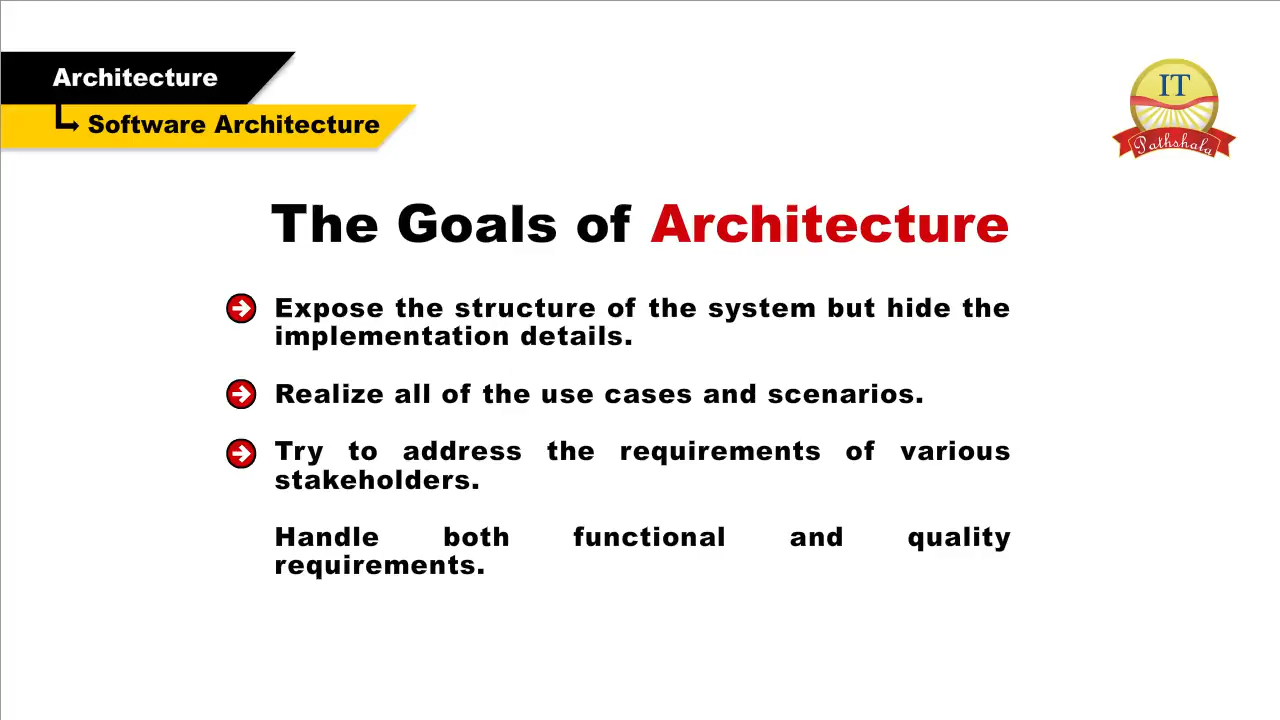 Architecture
Software Architecture
IT
Pathshala
The Goals of Architecture
Expose the structure of the system but hide the
implementation details.
Realize all of the use cases and scenarios.
Try to address the requirements of various
stakeholders.
Handle both functional and quality
requirements.